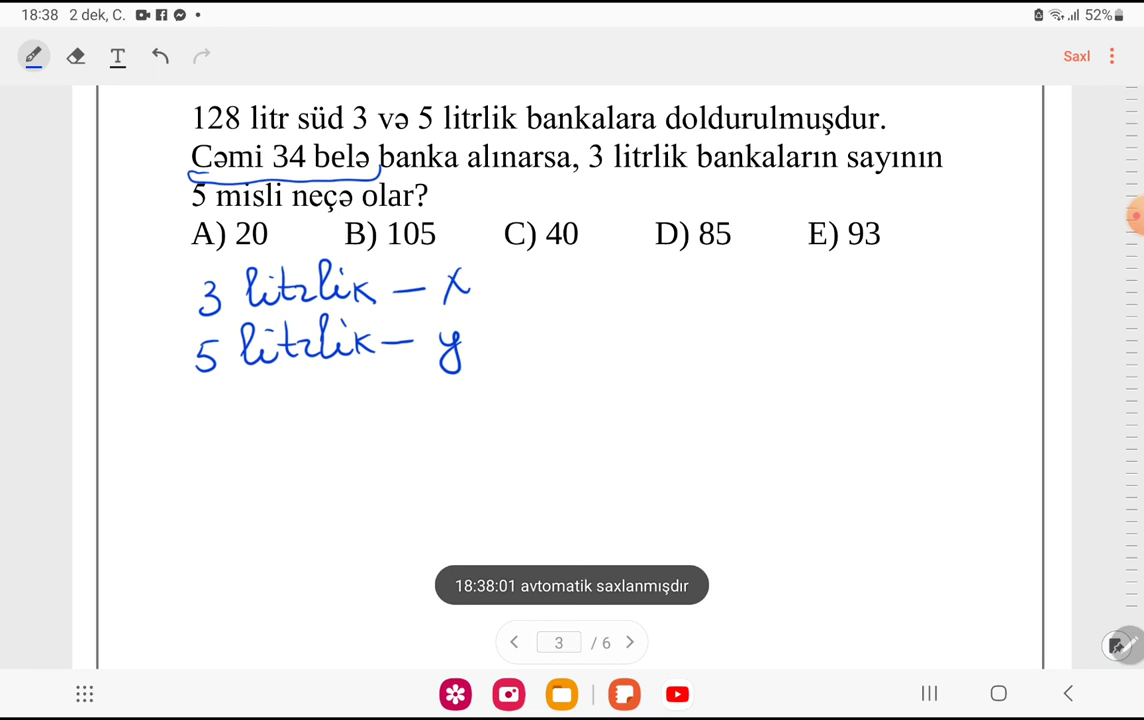 18:38 2 dek, C.
52%
T
Saxl
128 litr süd 3 və 5 litrlik bankalara doldurulmuşdur.
Cəmi 34 belə banka alınarsa, 3 litrlik bankaların sayının
5 misli neçə olar?
A) 20 B) 105 C) 40 D) 85 E) 93
3 litrlik – x
5 litrlik – y
18:38:01 avtomatik saxlanmışdır
3 / 6